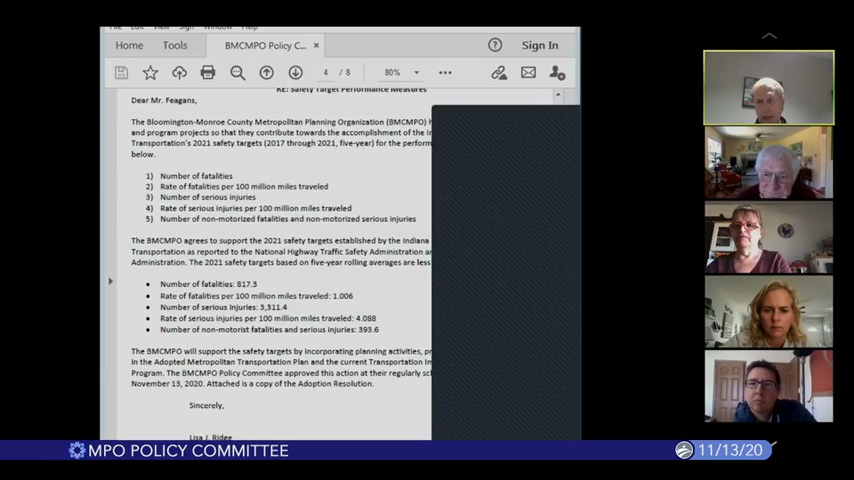 File Edit View Sign Window Help
Home Tools BMCMPO Policy C... × Sign In
4 / 8 80%
RE: Safety Target Performance Measures
Dear Mr. Feagans,
The Bloomington-Monroe County Metropolitan Planning Organization (BMCMPO)
and program projects so that they contribute towards the accomplishment of the
Transportation's 2021 safety targets (2017 through 2021, five-year) for the
below.
1) Number of fatalities
2) Rate of fatalities per 100 million miles traveled
3) Number of serious injuries
4) Rate of serious injuries per 100 million miles traveled
5) Number of non-motorized fatalities and non-motorized serious injuries
The BMCMPO agrees to support the 2021 safety targets established by the Indiana
Transportation as reported to the National Highway Traffic Safety Administration
Administration. The 2021 safety targets based on five-year rolling averages are less
• Number of fatalities: 817.3
• Rate of fatalities per 100 million miles traveled: 1.006
• Number of serious Injuries: 3,311.4
• Rate of serious injuries per 100 million miles traveled: 4.088
• Number of non-motorist fatalities and serious injuries: 393.6
The BMCMPO will support the safety targets by incorporating planning activities,
in the Adopted Metropolitan Transportation Plan and the current Transportation
Program. The BMCMPO Policy Committee approved this action at their regularly
November 13, 2020. Attached is a copy of the Adoption Resolution.
Sincerely,
Lisa J. Ridge
MPO POLICY COMMITTEE 11/13/20